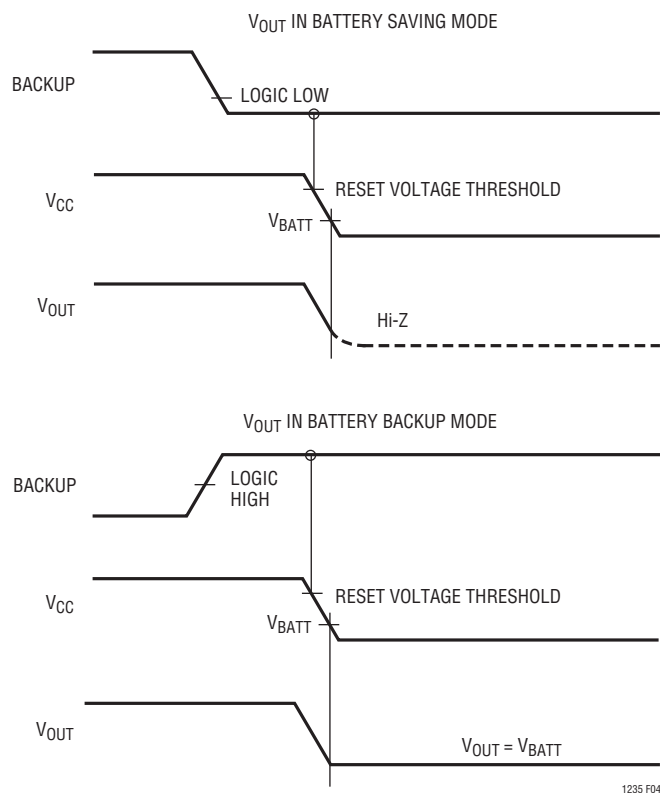 VOUT IN BATTERY SAVING MODE
BACKUP
LOGIC LOW
VCC
RESET VOLTAGE THRESHOLD
VBATT
VOUT
Hi-Z
VOUT IN BATTERY BACKUP MODE
BACKUP
LOGIC
HIGH
VCC
RESET VOLTAGE THRESHOLD
VBATT
VOUT
VOUT = VBATT
1235 F04